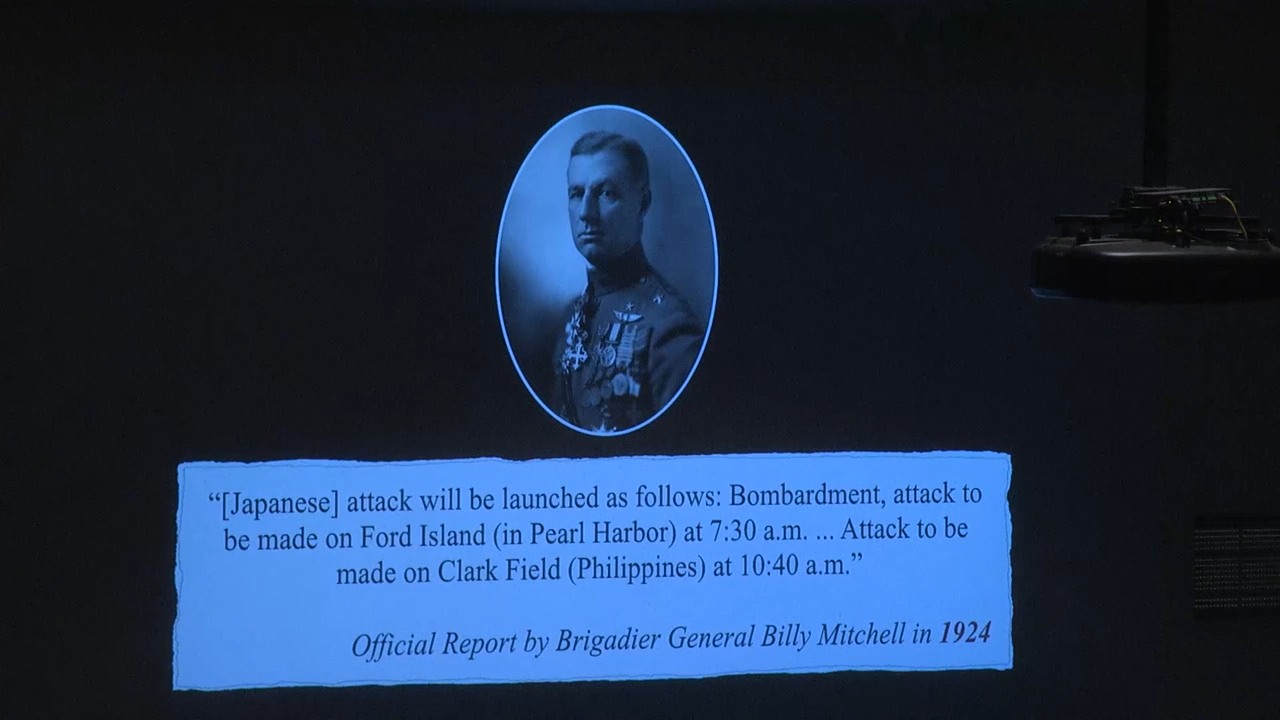 “[Japanese] attack will be launched as follows: Bombardment, attack to
be made on Ford Island (in Pearl Harbor) at 7:30 a.m. ... Attack to be
made on Clark Field (Philippines) at 10:40 a.m.”
Official Report by Brigadier General Billy Mitchell in 1924